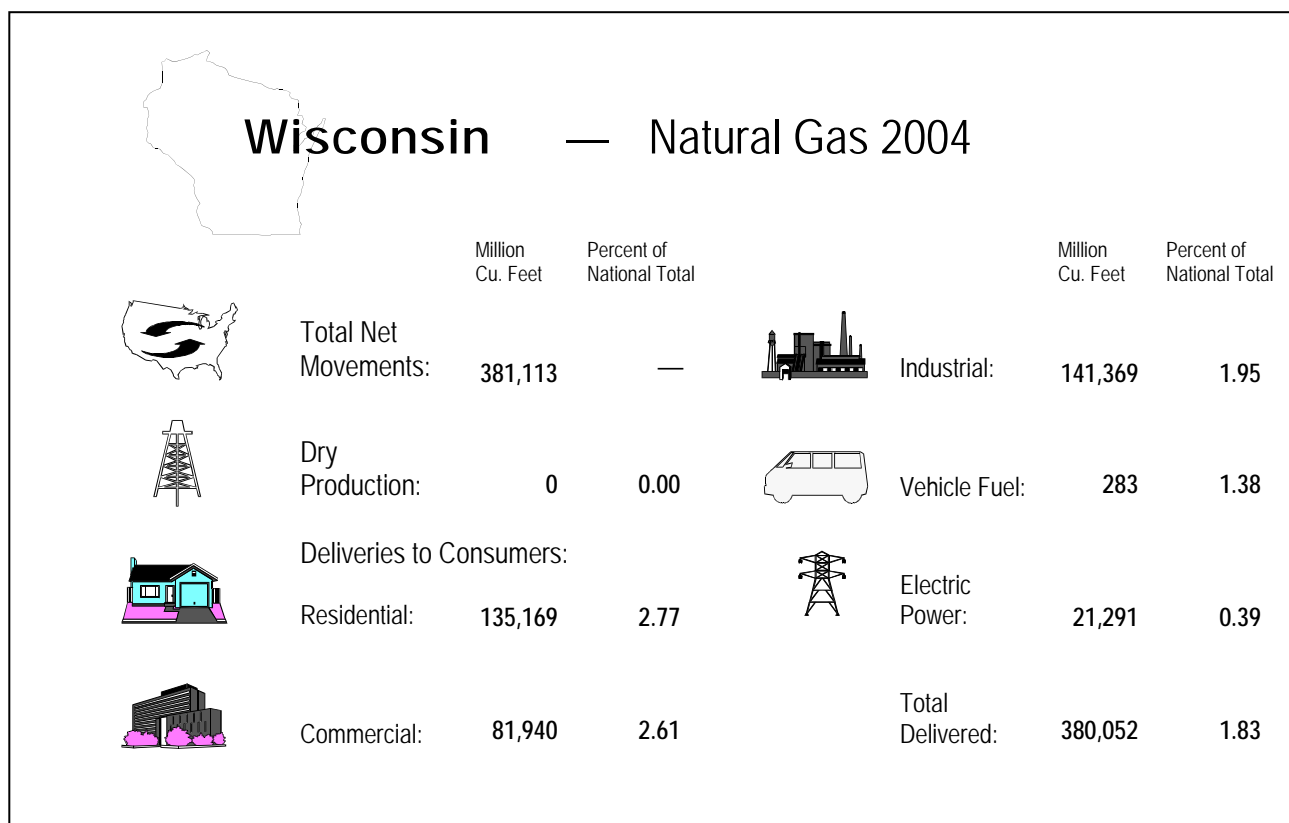 Wisconsin — Natural Gas 2004
Million Cu. Feet
Percent of National Total
Total Net Movements: 381,113 —
Dry Production: 0 0.00
Deliveries to Consumers:
Residential: 135,169 2.77
Commercial: 81,940 2.61
Million Cu. Feet
Percent of National Total
Industrial: 141,369 1.95
Vehicle Fuel: 283 1.38
Electric Power: 21,291 0.39
Total Delivered: 380,052 1.83